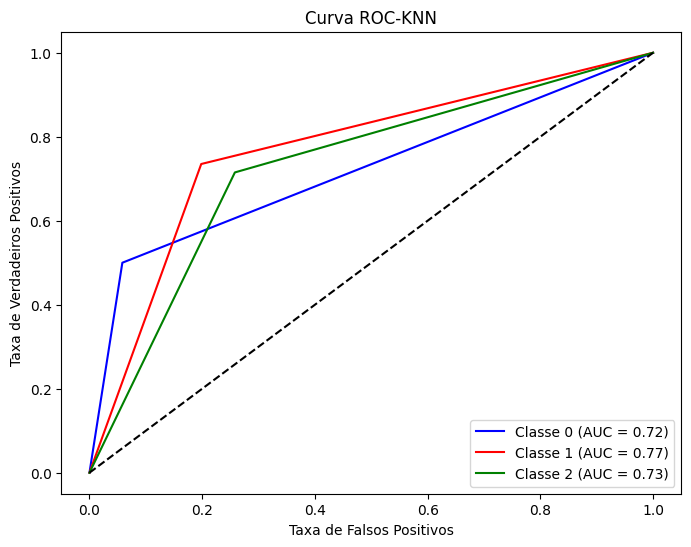 Curva ROC-KNN
Taxa de Verdadeiros Positivos
1.0
0.8
0.6
0.4
0.2
0.0
0.0 0.2 0.4 0.6 0.8 1.0
Taxa de Falsos Positivos
Classe 0 (AUC = 0.72)
Classe 1 (AUC = 0.77)
Classe 2 (AUC = 0.73)